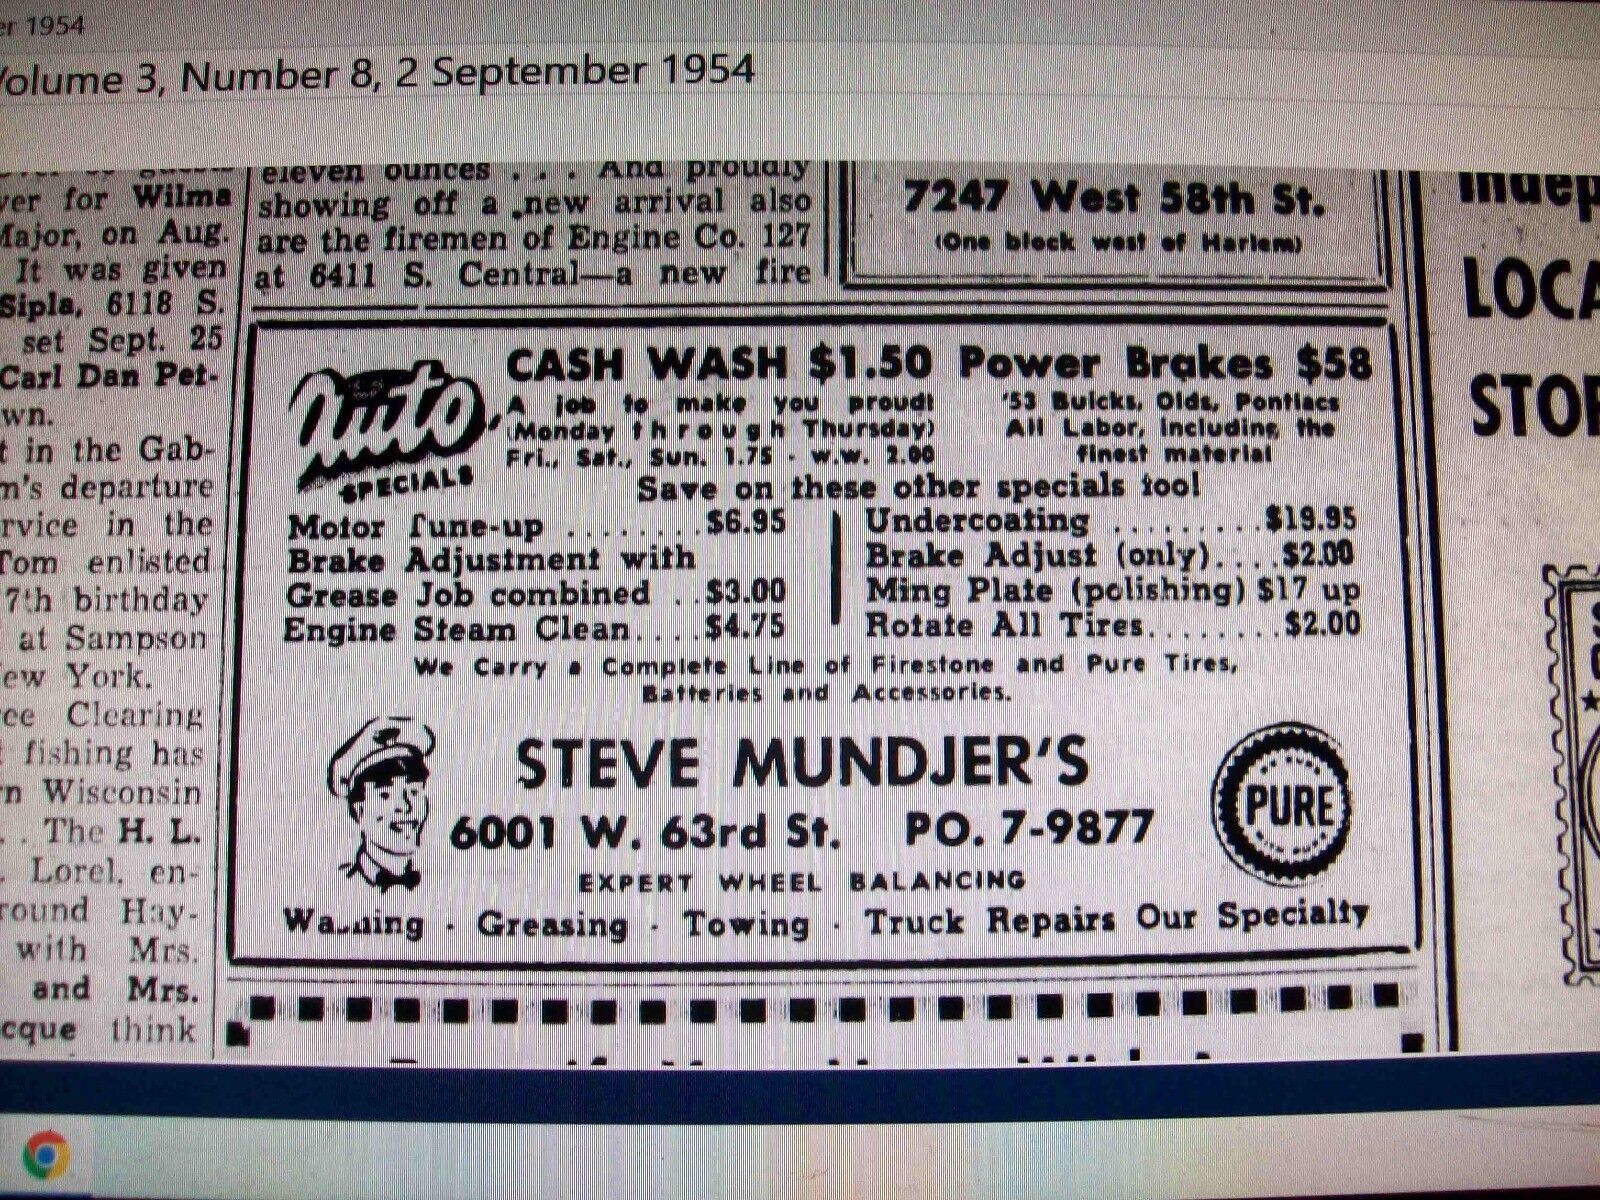 er 1954
Volume 3, Number 8, 2 September 1954
ver for Wilma
Major, on Aug.
It was given
Sipla, 6118 S.
set Sept. 25
Carl Dan Pet-
wn.
t in the Gab-
m's departure
rvice in the
Tom enlisted
7th birthday
at Sampson
ew York.
ce Clearing
t fishing has
n Wisconsin
. . The H. L.
. Lorel, en-
round Hay-
with Mrs.
and Mrs.
cque think
eleven ounces . . . And proudly
showing off a new arrival also
are the firemen of Engine Co. 127
at 6411 S. Central—a new fire
7247 West 58th St.
(One block west of Harlem)
Indep
LOCA
STOR
Auto
SPECIALS
CASH WASH $1.50
A job to make you proud!
(Monday through Thursday)
Fri., Sat., Sun. 1.75 - w.w. 2.00
Power Brakes $58
'53 Buicks, Olds, Pontiacs
All Labor, including the
finest material
Save on these other specials too!
Motor Tune-up ........$6.95
Brake Adjustment with
Grease Job combined ..$3.00
Engine Steam Clean....$4.75
Undercoating .........$19.95
Brake Adjust (only)....$2.00
Ming Plate (polishing) $17 up
Rotate All Tires........$2.00
We Carry a Complete Line of Firestone and Pure Tires,
Batteries and Accessories.
STEVE MUNDJER'S
6001 W. 63rd St. PO. 7-9877
PURE
EXPERT WHEEL BALANCING
· Greasing · Towing · Truck Repairs Our Specialty